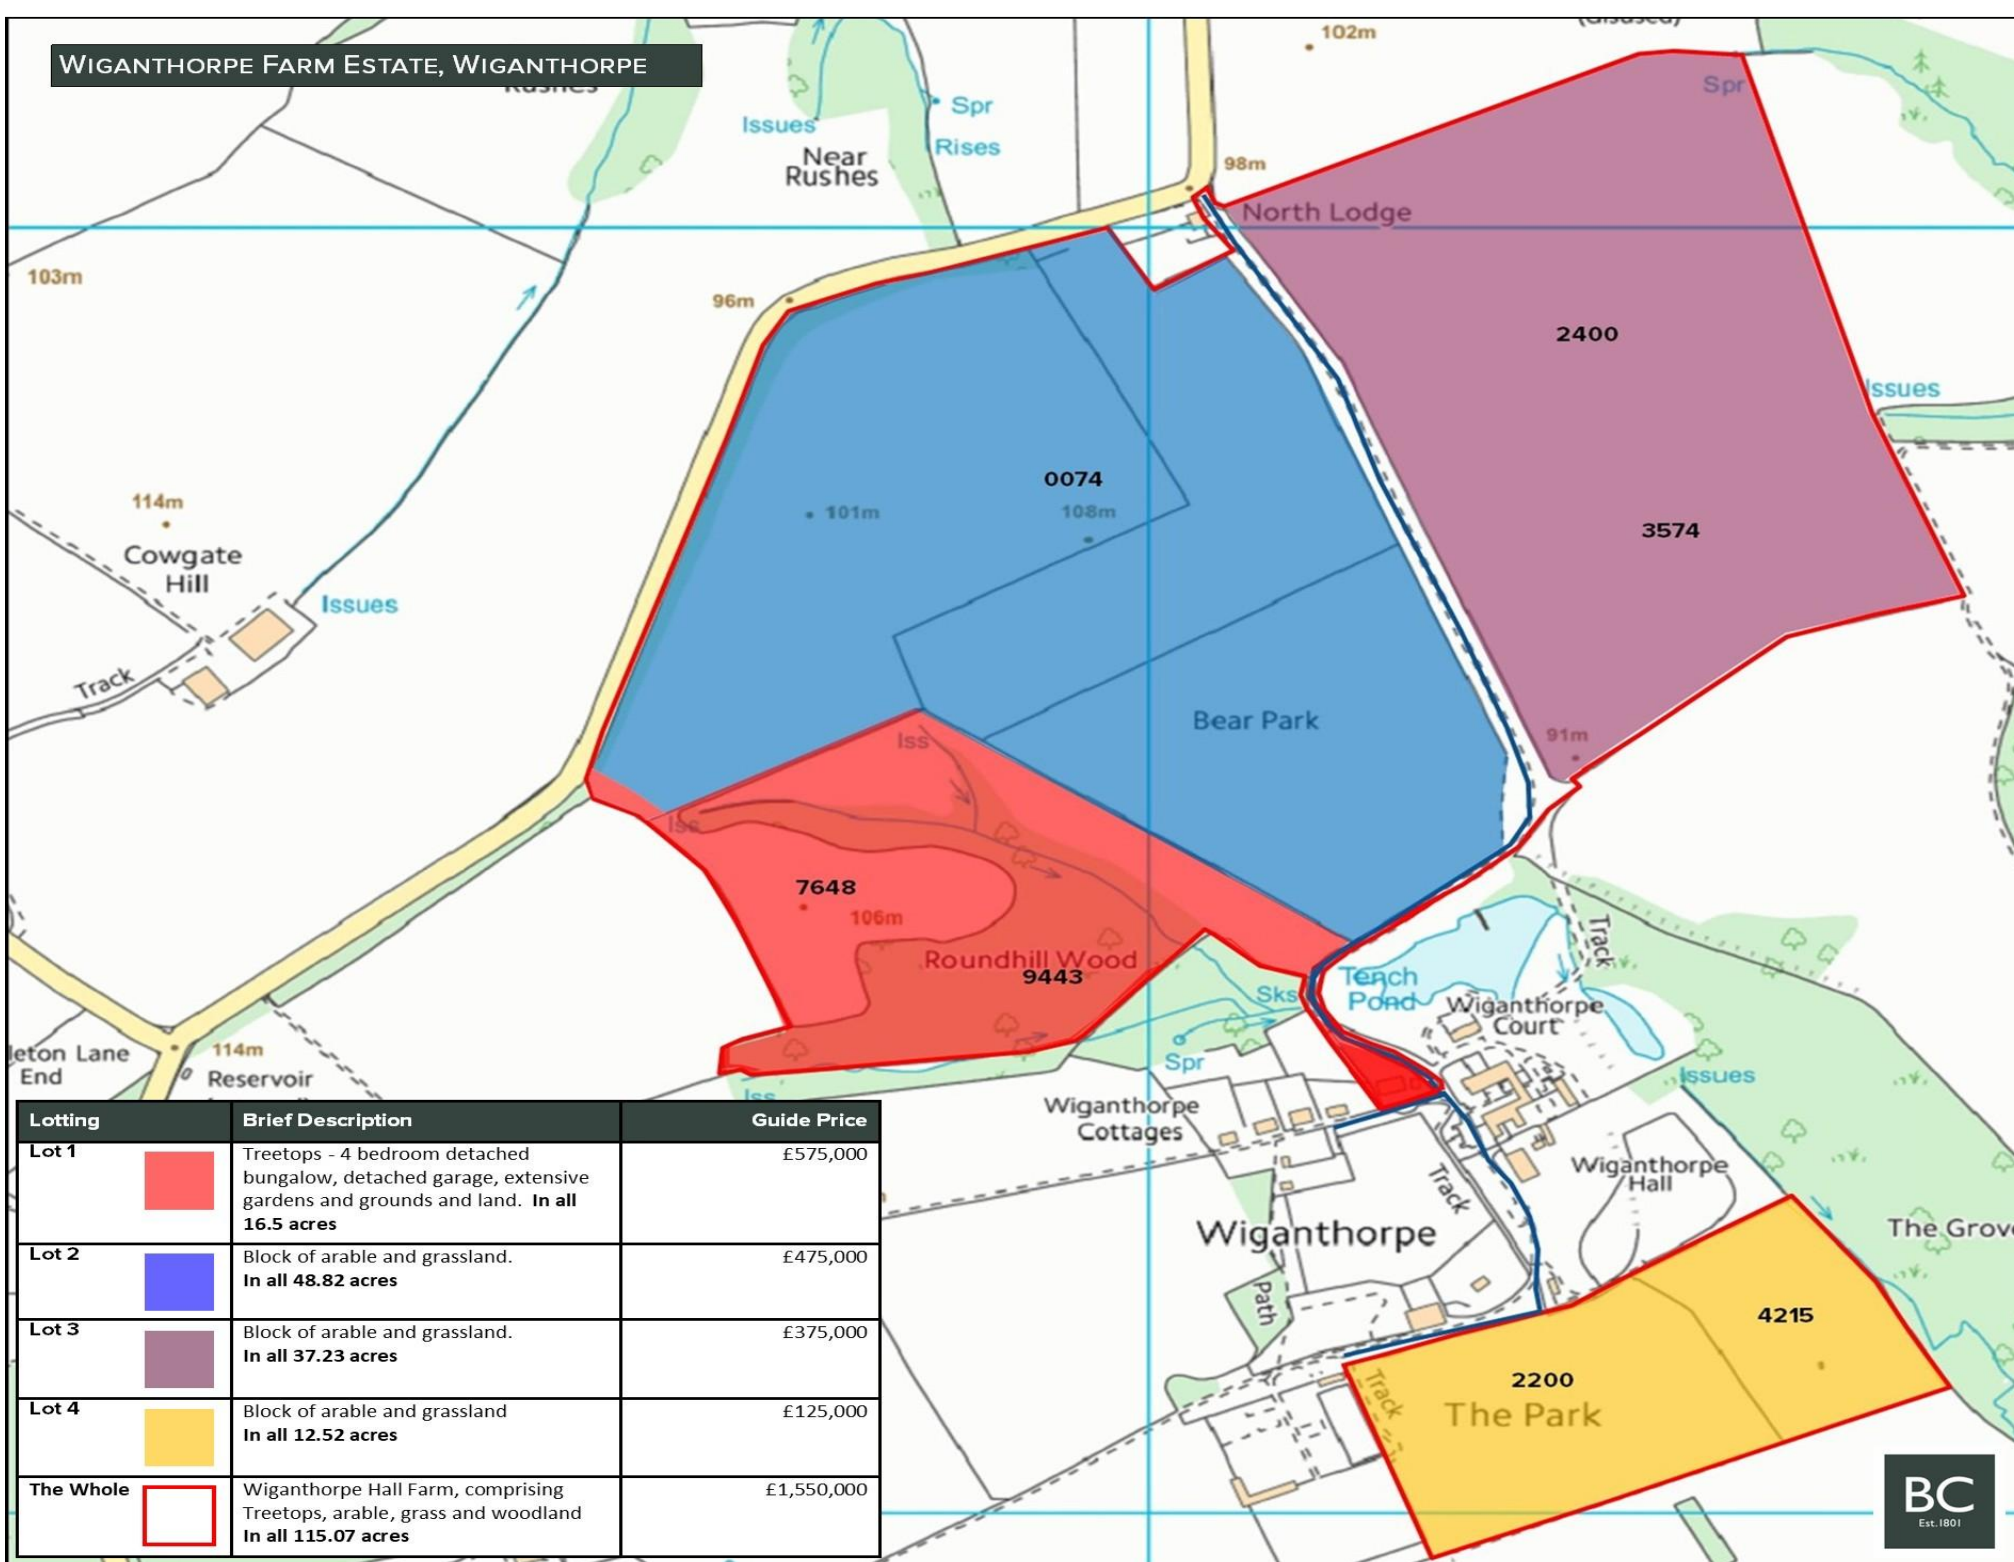 (disused)
102m
WIGANTHORPE FARM ESTATE, WIGANTHORPE
Spr
Spr
Issues
Rises
Near
Rushes
98m
North Lodge
103m
96m
2400
Issues
0074
101m
108m
114m
3574
Cowgate
Hill
Issues
Track
Bear Park
91m
Iss
Iss
7648
106m
Track
Roundhill Wood
9443
Tench
Pond
Sks
Wiganthorpe
Court
leton Lane
End
114m
Reservoir
Spr
Issues
Iss
Wiganthorpe
Cottages
Wiganthorpe
Hall
Track
Wiganthorpe
The Grove
Path
4215
2200
Track
The Park
Lotting Brief Description Guide Price
Lot 1 Treetops - 4 bedroom detached £575,000
bungalow, detached garage, extensive
gardens and grounds and land. In all
16.5 acres
Lot 2 Block of arable and grassland. £475,000
In all 48.82 acres
Lot 3 Block of arable and grassland. £375,000
In all 37.23 acres
Lot 4 Block of arable and grassland £125,000
In all 12.52 acres
The Whole Wiganthorpe Hall Farm, comprising £1,550,000
Treetops, arable, grass and woodland
In all 115.07 acres
BC
Est.1801